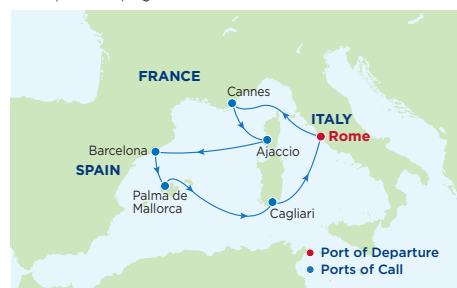 FRANCE
Cannes
ITALY
Rome
Ajaccio
Barcelona
SPAIN
Palma de
Mallorca
Cagliari
Port of Departure
Ports of Call